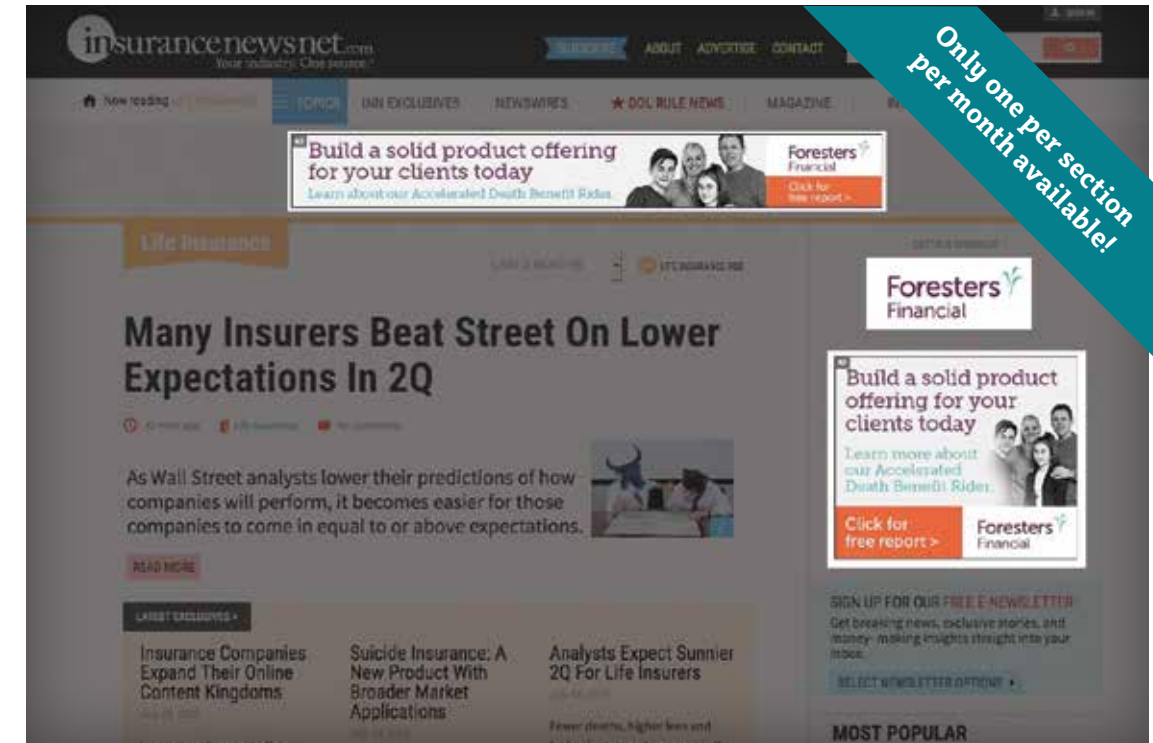 insurancenewsnet.com
Your industry. One source.
SUBSCRIBE ABOUT ADVERTISE CONTACT
Only one per section
per month available!
Now reading
TOPICS INN EXCLUSIVES NEWSWIRES ★ DOL RULE NEWS MAGAZINE
Build a solid product offering
for your clients today
Learn about our Accelerated Death Benefit Rider.
Foresters
Financial
Click for
free report >
Life Insurance
Foresters
Financial
Many Insurers Beat Street On Lower
Expectations In 2Q
As Wall Street analysts lower their predictions of how
companies will perform, it becomes easier for those
companies to come in equal to or above expectations.
READ MORE
Build a solid product
offering for your
clients today
Learn more about
our Accelerated
Death Benefit Rider.
Click for
free report >
Foresters
Financial
LATEST EXCLUSIVES
Insurance Companies
Expand Their Online
Content Kingdoms
Suicide Insurance: A
New Product With
Broader Market
Applications
Analysts Expect Sunnier
2Q For Life Insurers
Fewer deaths, higher fees and
SIGN UP FOR OUR FREE E-NEWSLETTER
Get breaking news, exclusive stories, and
money- making insights straight into your
inbox.
SELECT NEWSLETTER OPTIONS
MOST POPULAR